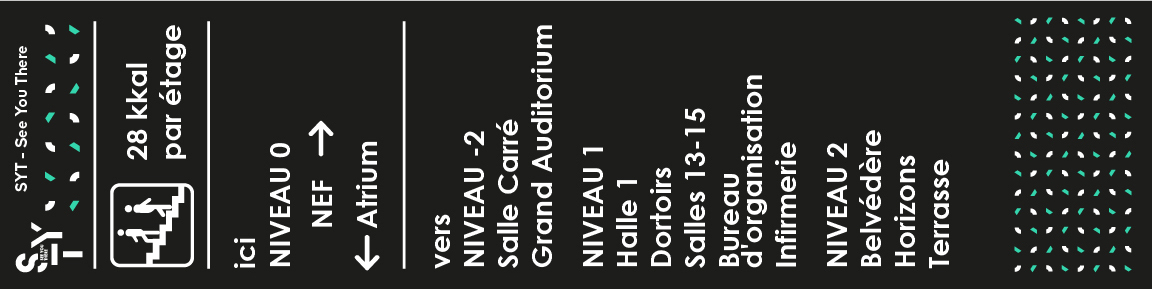 SYT - See You There
SYT
28 kkal
par étage
ici
NIVEAU 0
NEF →
← Atrium
vers
NIVEAU -2
Salle Carré
Grand Auditorium
NIVEAU 1
Halle 1
Dortoirs
Salles 13-15
Bureau
d'organisation
Infirmerie
NIVEAU 2
Belvédère
Horizons
Terrasse